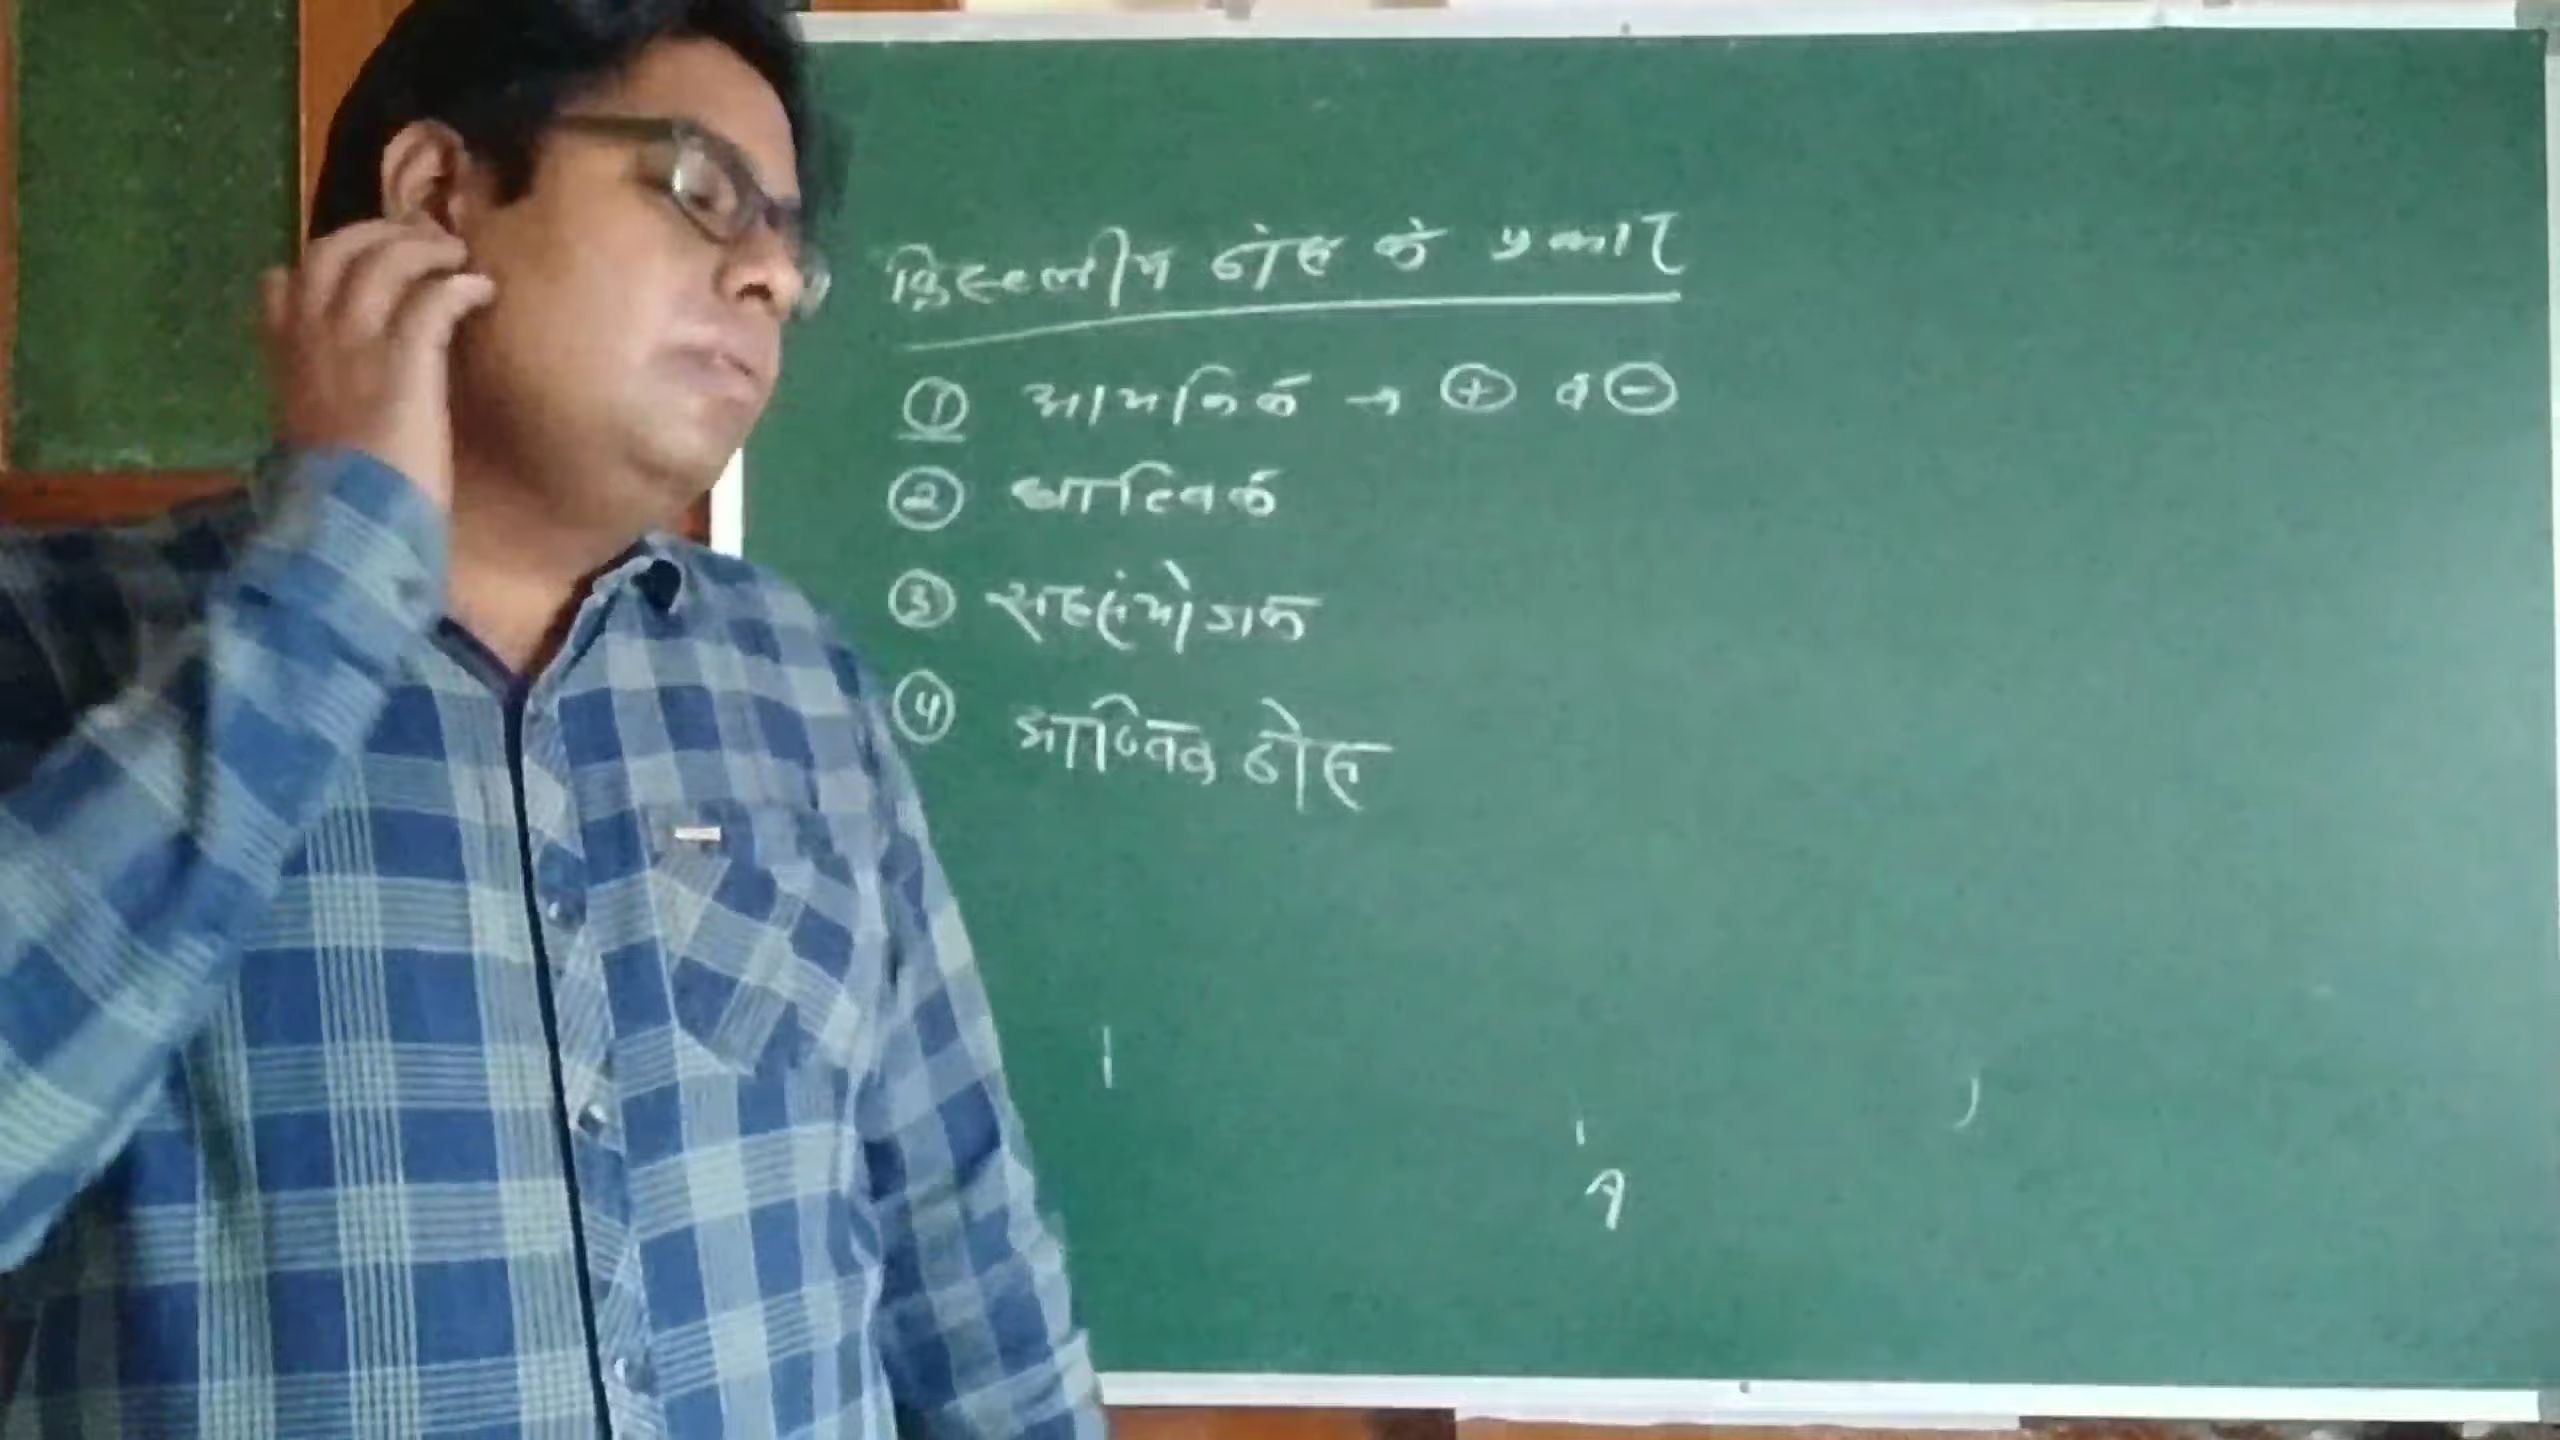 क्रिस्टलीय ठोस के प्रकार
① आयनिक → ⊕ व ⊖
② धात्विक
③ सहसंयोजक
④ आण्विक ठोस